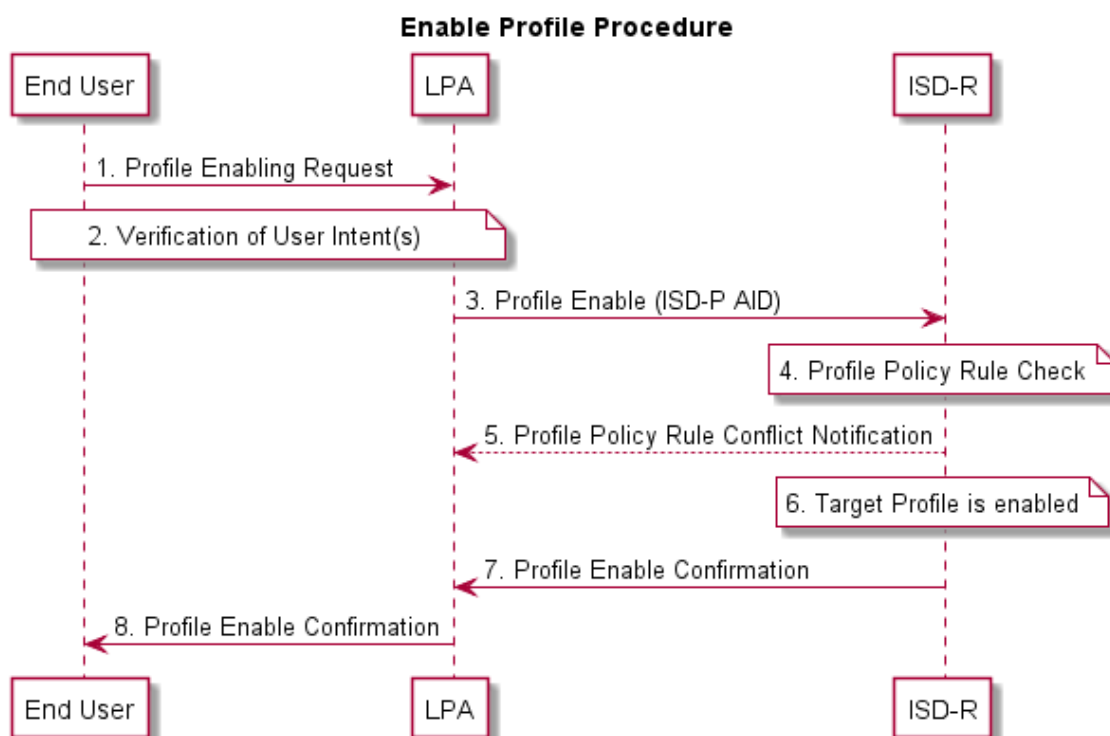 Enable Profile Procedure
End User LPA ISD-R
1. Profile Enabling Request
2. Verification of User Intent(s)
3. Profile Enable (ISD-P AID)
4. Profile Policy Rule Check
5. Profile Policy Rule Conflict Notification
6. Target Profile is enabled
7. Profile Enable Confirmation
8. Profile Enable Confirmation
End User LPA ISD-R